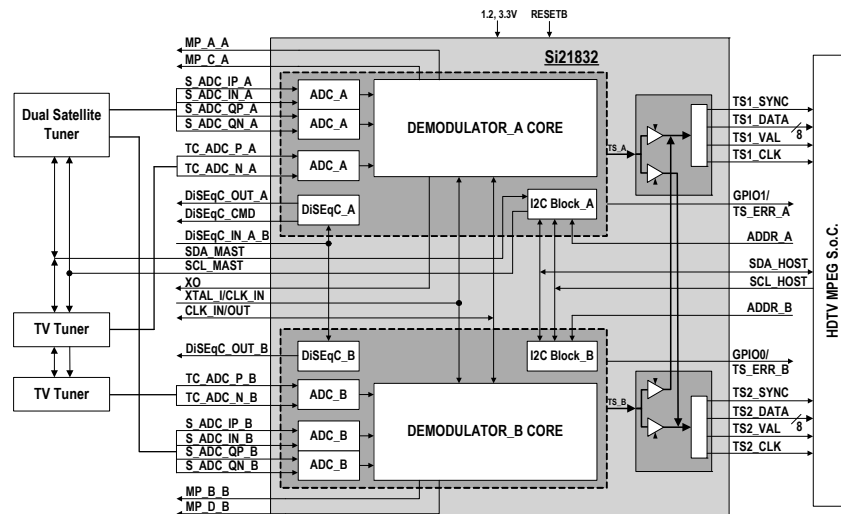 1.2, 3.3V
RESETB
MP_A_A
MP_C_A
Si21832
S_ADC_IP_A
S_ADC_IN_A
S_ADC_QP_A
S_ADC_QN_A
TC_ADC_P_A
TC_ADC_N_A
DiSEqC_OUT_A
DiSEqC_CMD
DiSEqC_IN_A_B
SDA_MAST
SCL_MAST
XO
XTAL_I/CLK_IN
CLK_IN/OUT
DiSEqC_OUT_B
TC_ADC_P_B
TC_ADC_N_B
S_ADC_IP_B
S_ADC_IN_B
S_ADC_QP_B
S_ADC_QN_B
MP_B_B
MP_D_B
Dual Satellite
Tuner
TV Tuner
TV Tuner
ADC_A
ADC_A
ADC_A
DEMODULATOR_A CORE
DiSEqC_A
I2C Block_A
TS_A
DiSEqC_B
I2C Block_B
ADC_B
ADC_B
ADC_B
DEMODULATOR_B CORE
TS_B
TS1_SYNC
TS1_DATA
8
TS1_VAL
TS1_CLK
GPIO1/
TS_ERR_A
ADDR_A
SDA_HOST
SCL_HOST
ADDR_B
GPIO0/
TS_ERR_B
TS2_SYNC
TS2_DATA
8
TS2_VAL
TS2_CLK
HDTV MPEG S.o.C.